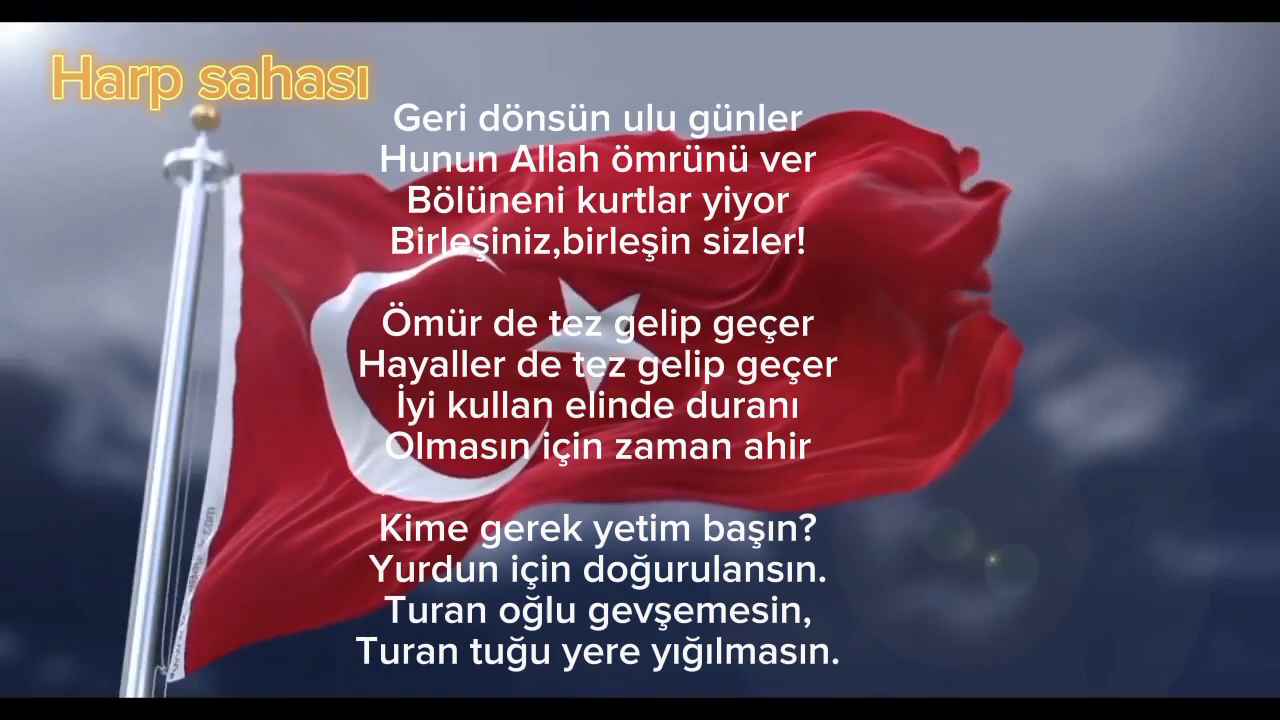 Harp sahası
Geri dönsün ulu günler
Hunun Allah ömrünü ver
Bölüneni kurtlar yiyor
Birleşiniz,birleşin sizler!
Ömür de tez gelip geçer
Hayaller de tez gelip geçer
İyi kullan elinde duranı
Olmasın için zaman ahir
Kime gerek yetim başın?
Yurdun için doğurulansın.
Turan oğlu gevşemesin,
Turan tuğu yere yığılmasın.